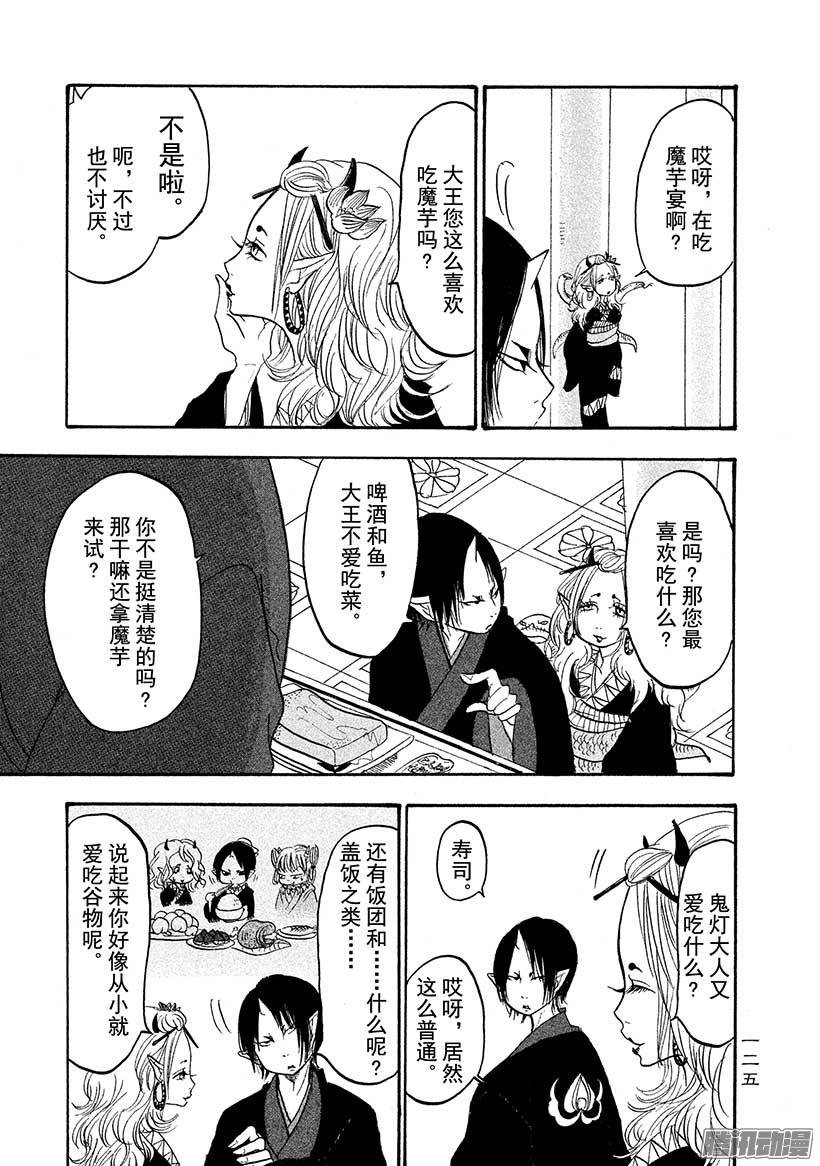 哎呀，在吃
魔芋宴啊？
大王您这么喜欢
吃魔芋吗？
不是啦。
呃，不过
也不讨厌。
是吗？那您最
喜欢吃什么？
啤酒和鱼，
大王不爱吃菜。
你不是挺清楚的吗？
那干嘛还拿魔芋
来试？
鬼灯大人又
爱吃什么？
寿司。
哎呀，居然
这么普通。
还有饭团和……什么呢？
盖饭之类……
说起来你好像从小就
爱吃谷物呢。
一二五
腾讯动漫